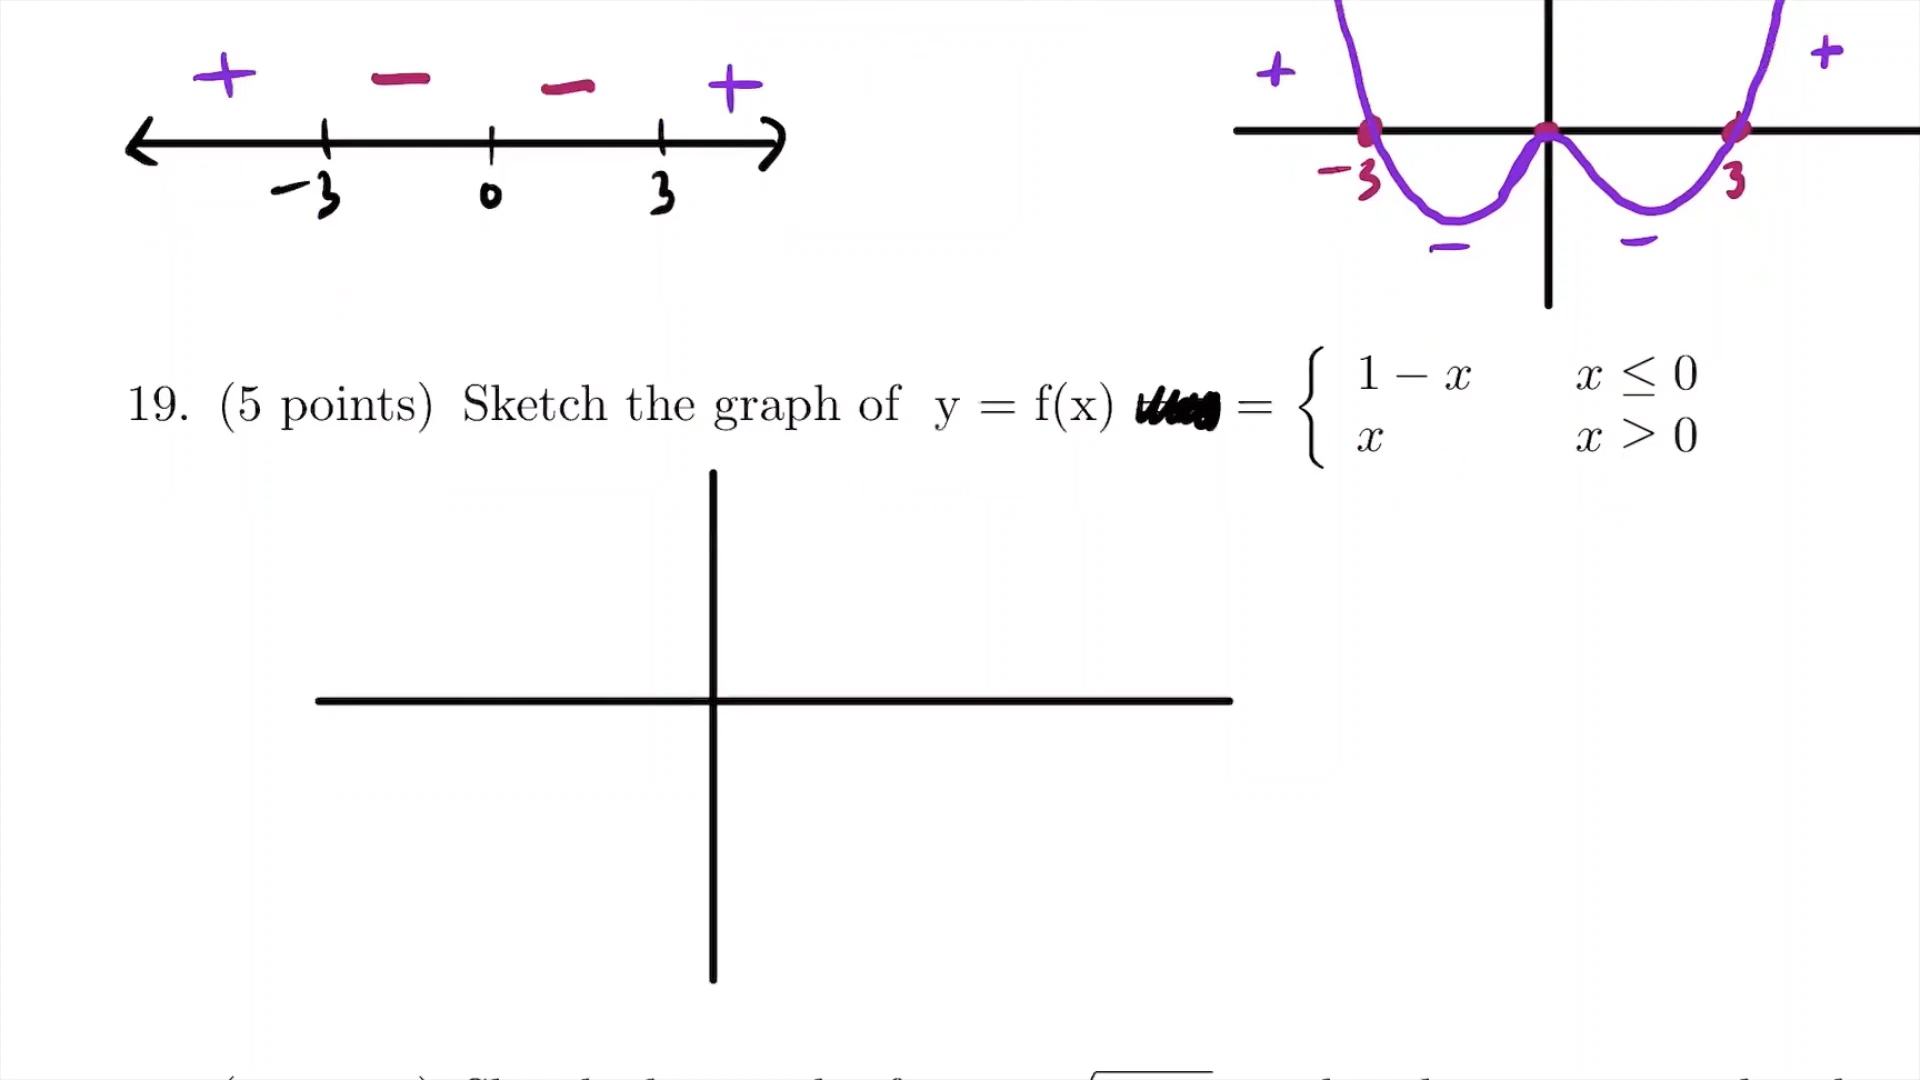 + − − +
−3 0 3
+ +
−3 3
− −
19. (5 points) Sketch the graph of y = f(x) = { 1 − x x ≤ 0
x x > 0